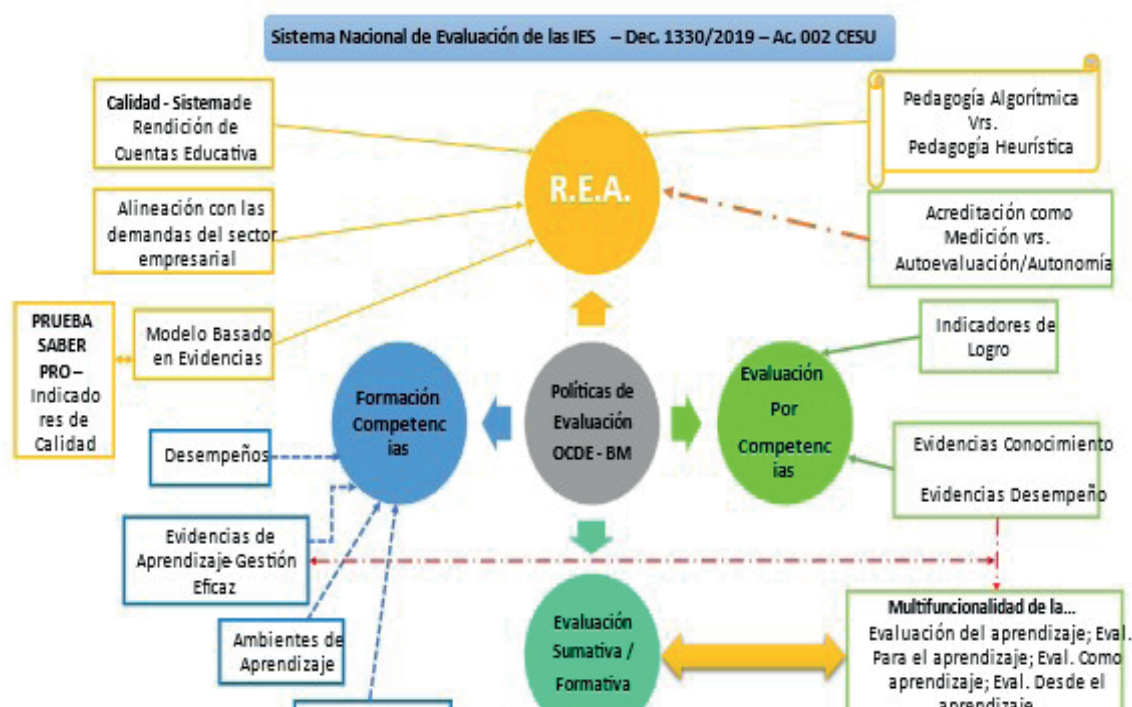 Sistema Nacional de Evaluación de las IES – Dec. 1330/2019 – Ac. 002 CESU
Calidad - Sistemade
Rendición de
Cuentas Educativa
Alineación con las
demandas del sector
empresarial
PRUEBA
SABER
PRO –
Indicado
res de
Calidad
Modelo Basado
en Evidencias
R.E.A.
Pedagogía Algorítmica
Vrs.
Pedagogía Heurística
Acreditación como
Medición vrs.
Autoevaluación/Autonomía
Indicadores de
Logro
Formación
Competenc
ias
Políticas de
Evaluación
OCDE - BM
Evaluación
Por
Competenc
ias
Desempeños
Evidencias Conocimiento
Evidencias Desempeño
Evidencias de
Aprendizaje-Gestión
Eficaz
Ambientes de
Aprendizaje
Evaluación
Sumativa /
Formativa
Multifuncionalidad de la...
Evaluación del aprendizaje; Eval.
Para el aprendizaje; Eval. Como
aprendizaje; Eval. Desde el
aprendizaje